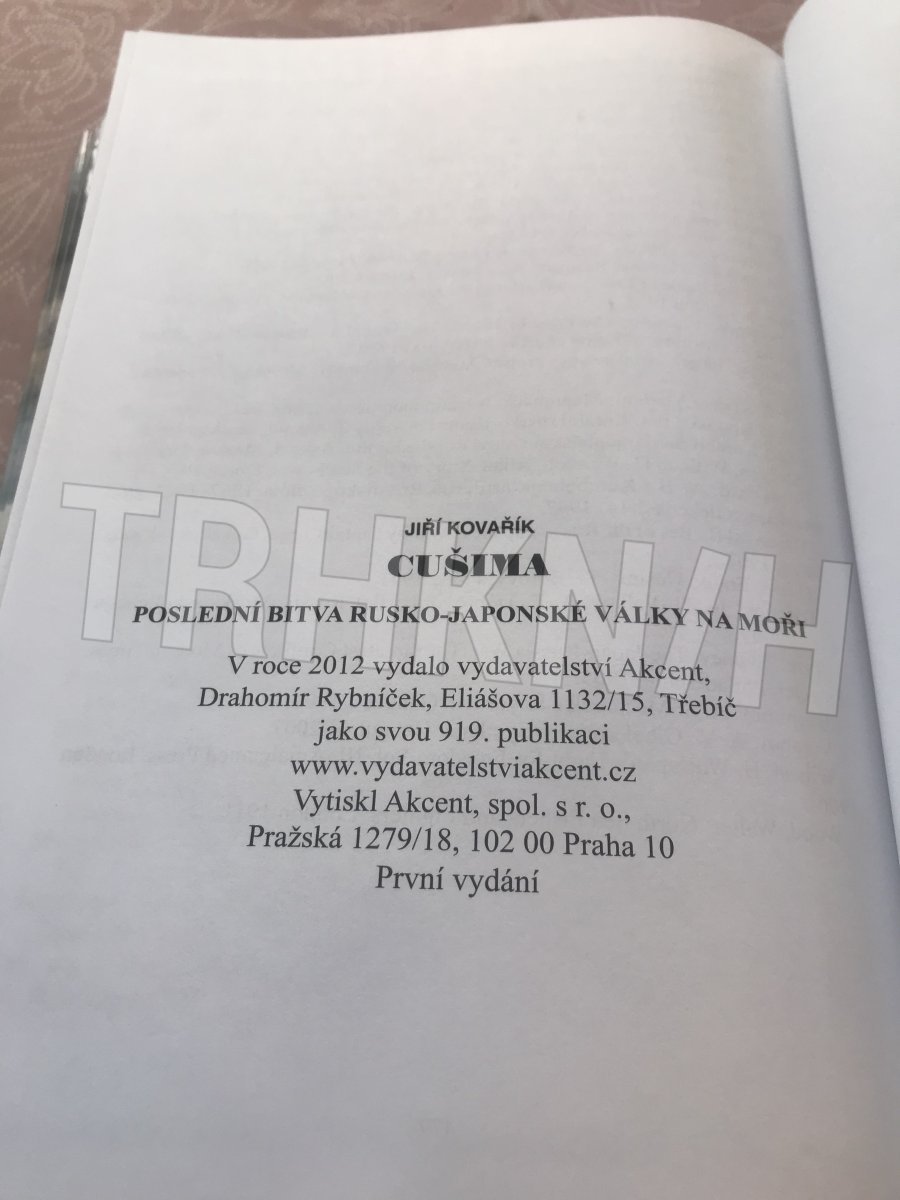 JIŘÍ KOVAŘÍK
CUŠIMA
POSLEDNÍ BITVA RUSKO-JAPONSKÉ VÁLKY NA MOŘI
V roce 2012 vydalo vydavatelství Akcent,
Drahomír Rybníček, Eliášova 1132/15, Třebíč
jako svou 919. publikaci
www.vydavatelstviakcent.cz
Vytiskl Akcent, spol. s r. o.,
Pražská 1279/18, 102 00 Praha 10
První vydání
TRHKNIH